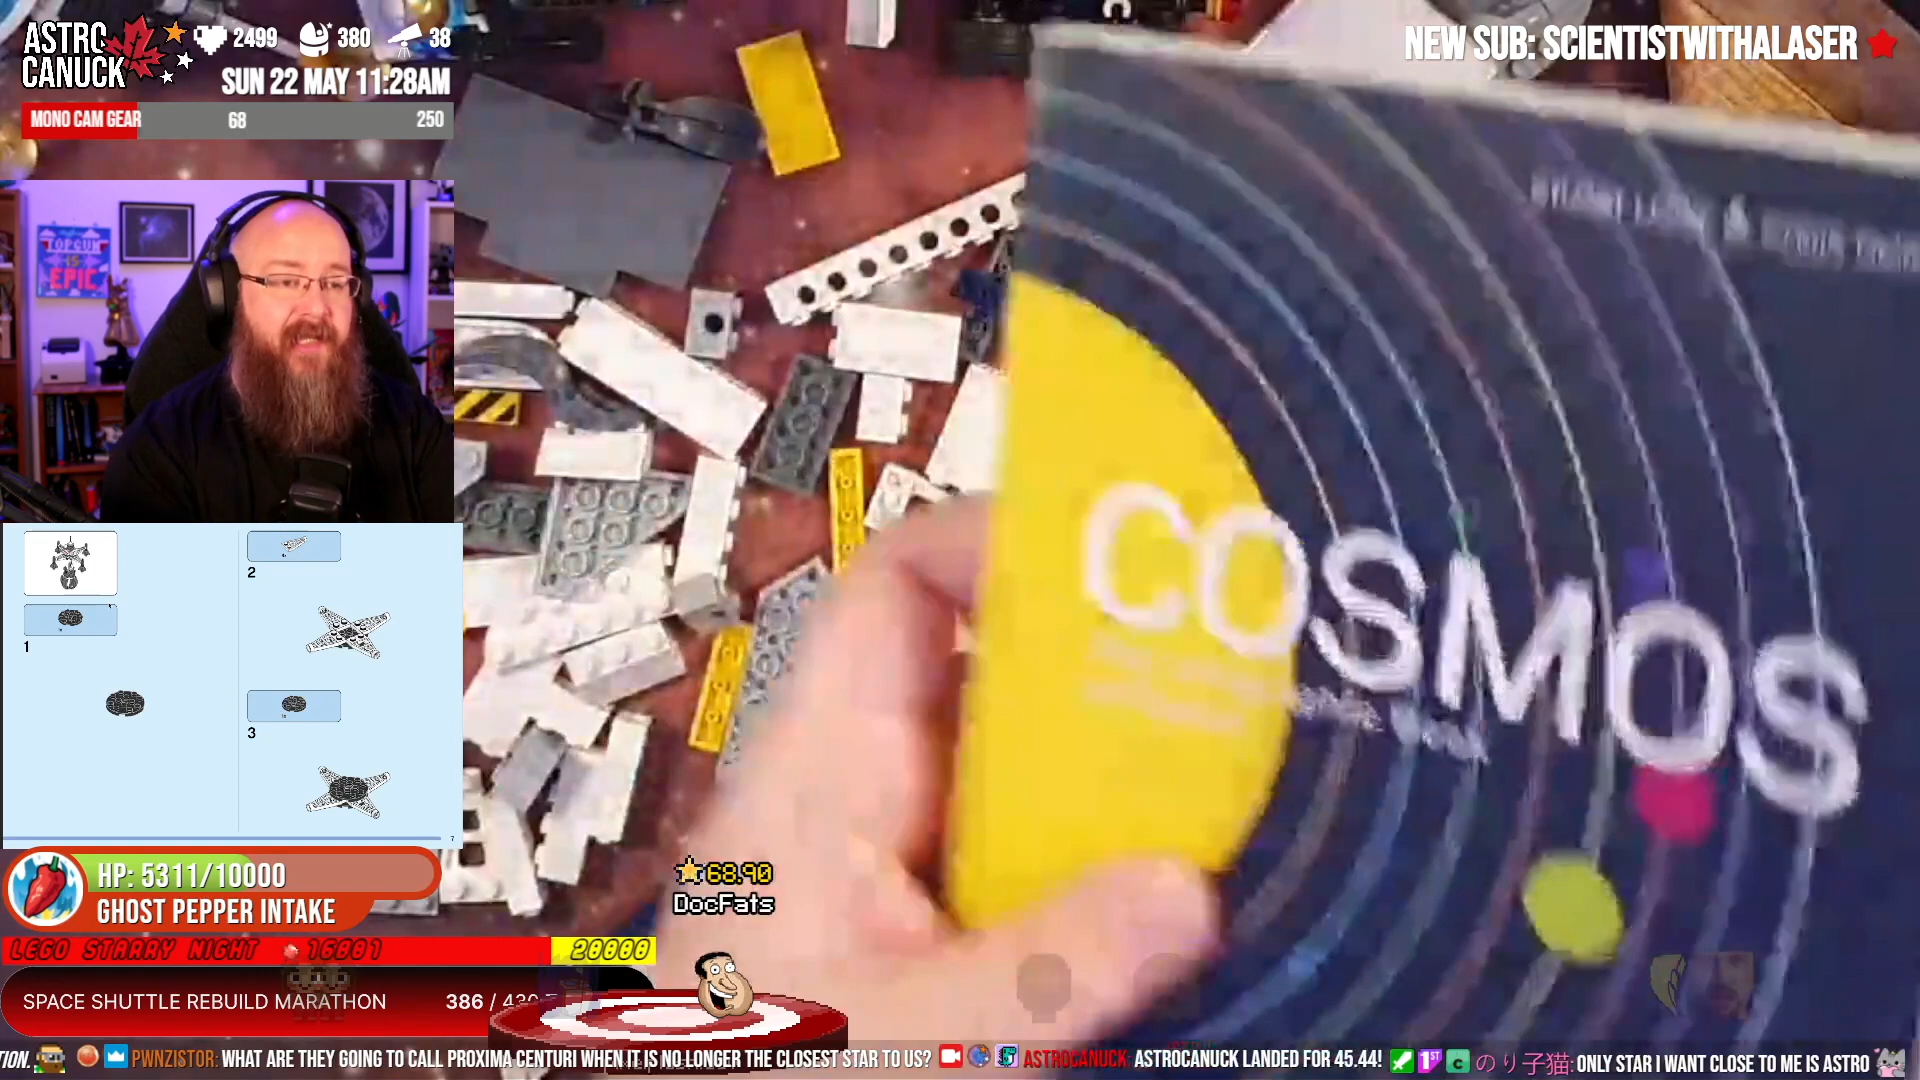 ASTRO
CANUCK
2499
380
38
SUN 22 MAY 11:28AM
MONO CAM GEAR
68
250
NEW SUB: SCIENTISTWITHALASER
TOPGUN
IS
EPIC
&
COSMOS
1
2
3
7
HP: 5311/10000
GHOST PEPPER INTAKE
LEGO STARRY NIGHT
16801
20000
68.90
DocFats
SPACE SHUTTLE REBUILD MARATHON
386 /
TION.
PWNZISTOR: WHAT ARE THEY GOING TO CALL PROXIMA CENTURI WHEN IT IS NO LONGER THE CLOSEST STAR TO US?
ASTROCANUCK: ASTROCANUCK LANDED FOR 45.44!
1ST
C
のり子猫: ONLY STAR I WANT CLOSE TO ME IS ASTRO